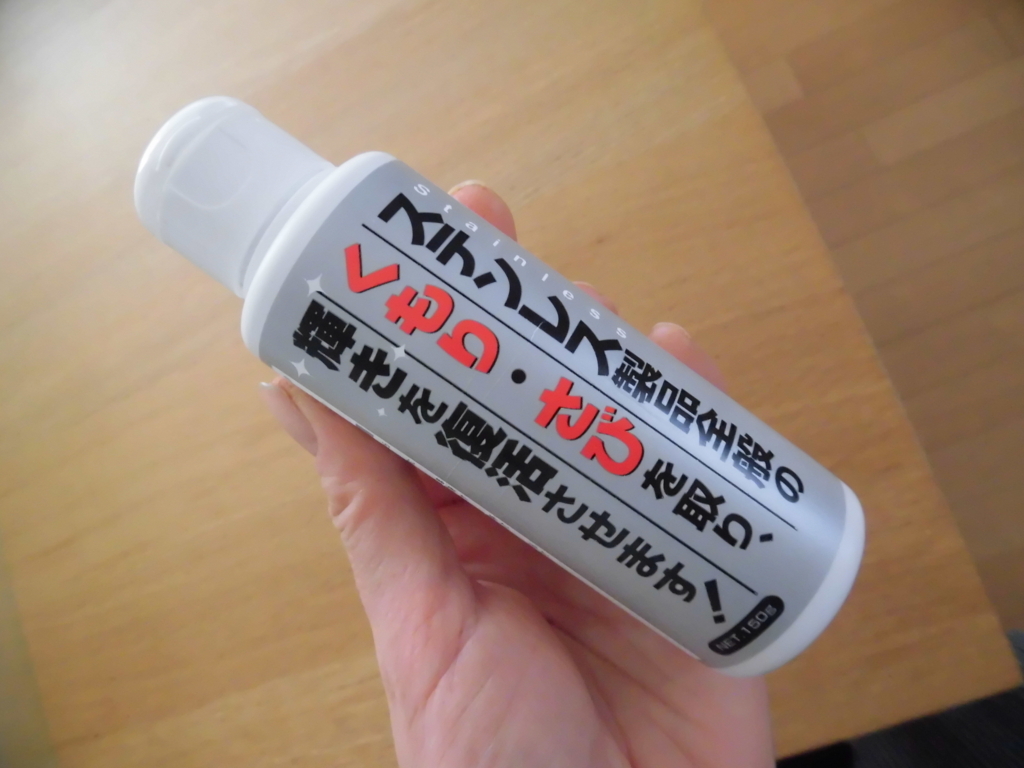 Stainless
ステンレス製品全般の
くもり・さびを取り、
輝きを復活させます!
NET.150g